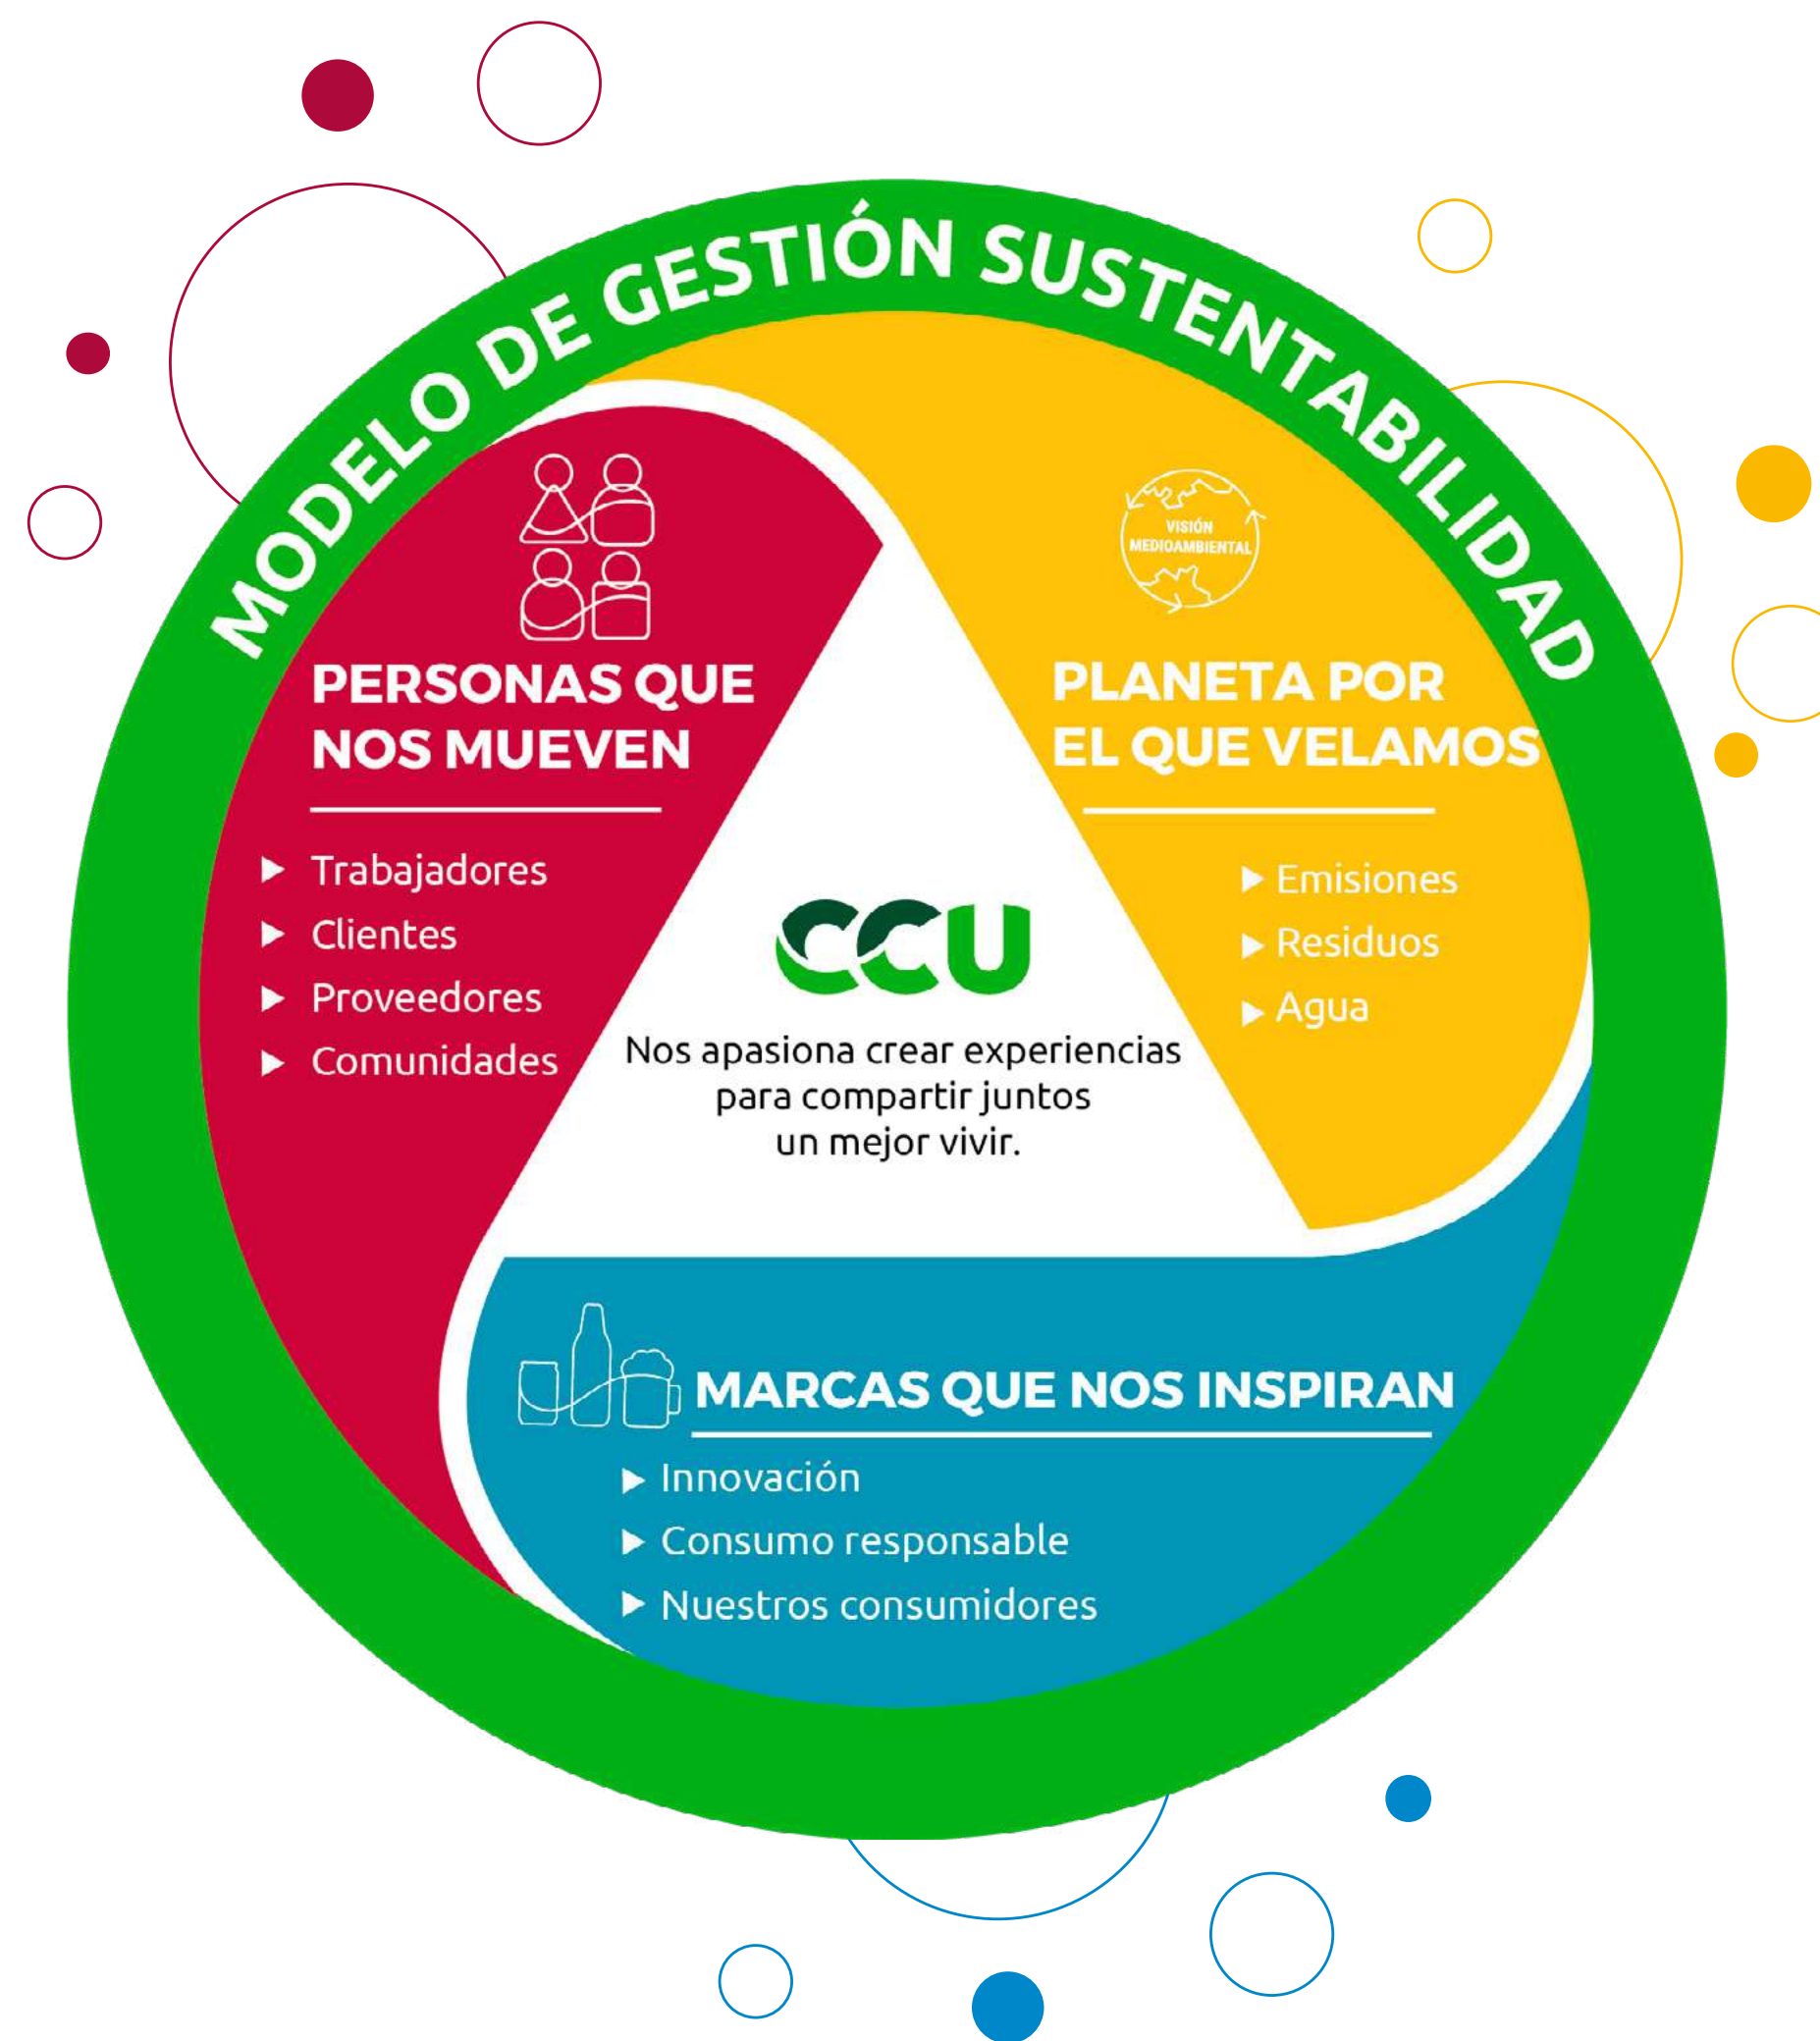 MODELO DE GESTIÓN SUSTENTABILIDAD
PERSONAS QUE
NOS MUEVEN
Trabajadores
Clientes
Proveedores
Comunidades
VISIÓN
MEDIOAMBIENTAL
PLANETA POR
EL QUE VELAMOS
Emisiones
Residuos
Agua
CCU
Nos apasiona crear experiencias
para compartir juntos
un mejor vivir.
MARCAS QUE NOS INSPIRAN
Innovación
Consumo responsable
Nuestros consumidores